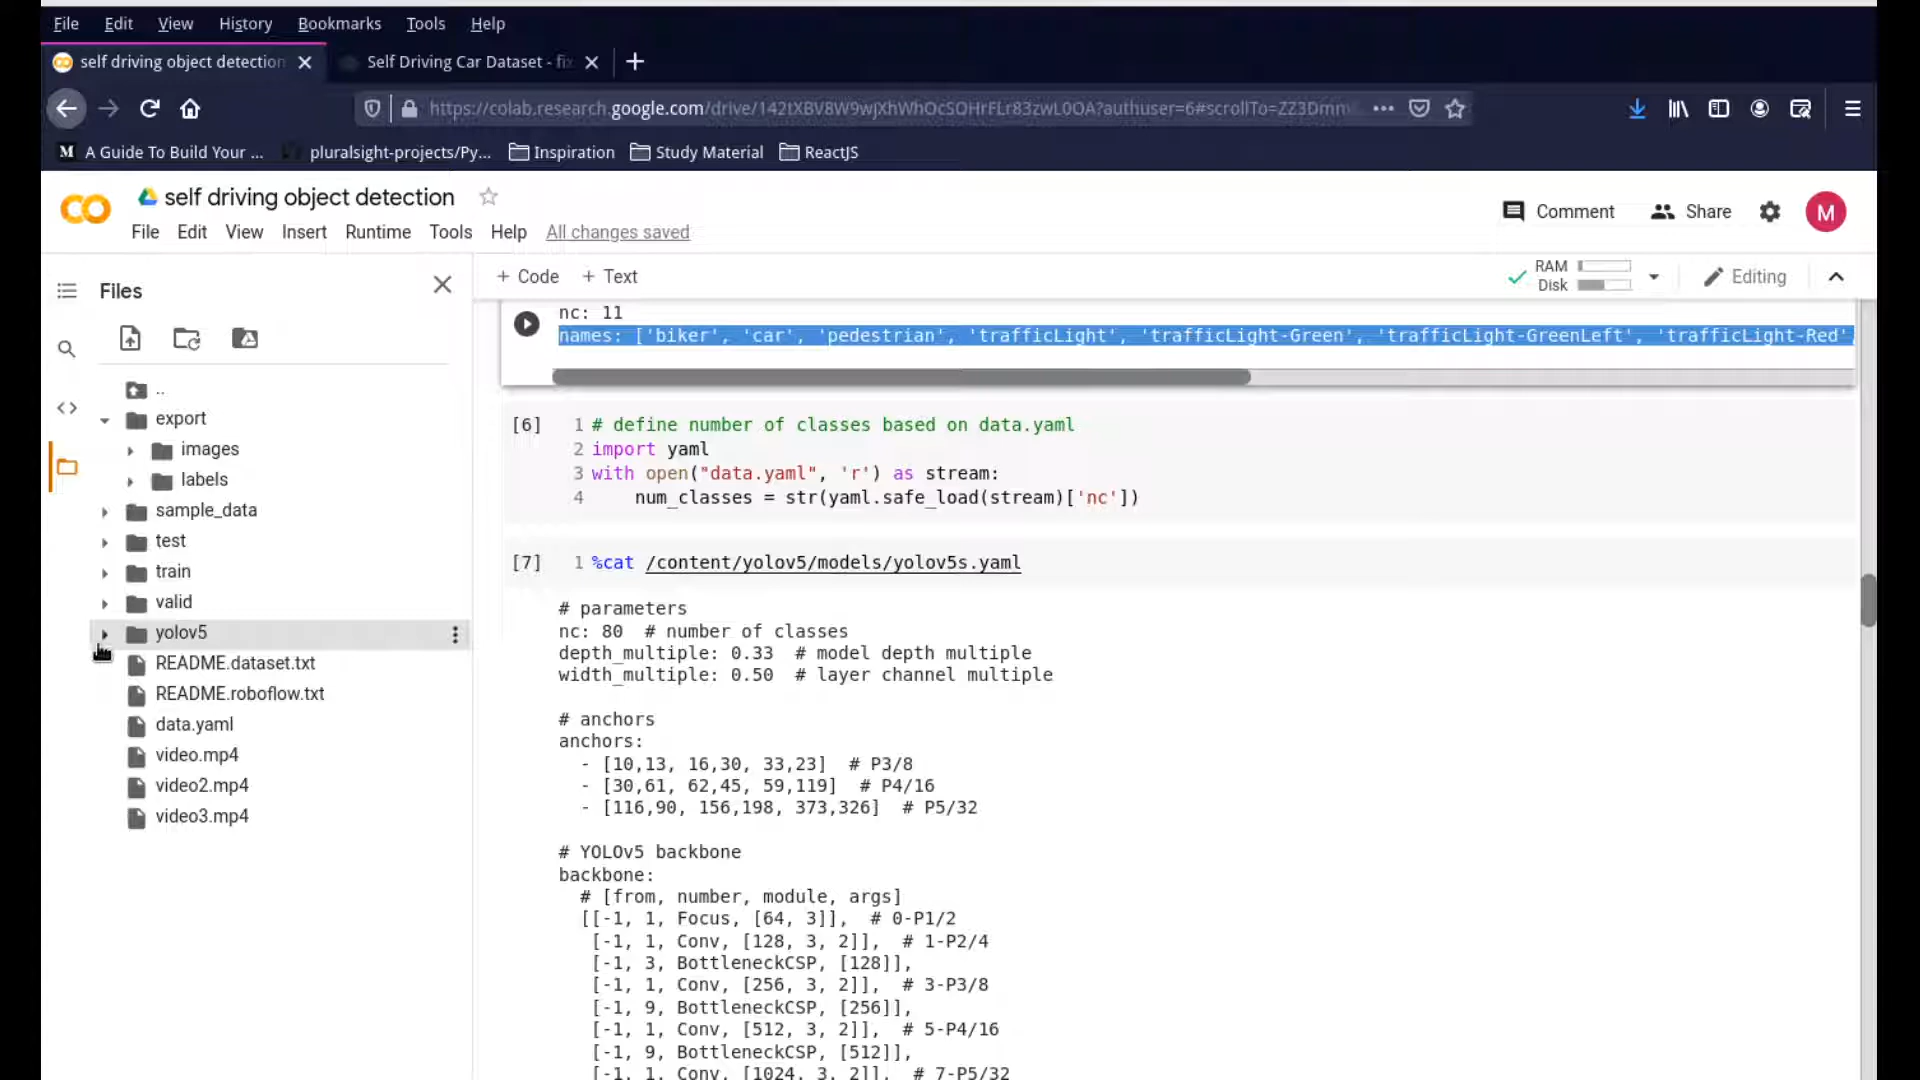 File Edit View History Bookmarks Tools Help
self driving object detection
Self Driving Car Dataset - fix
https://colab.research.google.com/drive/142tXBV8W9wjXhWhOcSOHrFLr83zwL0OA?authuser=6#scrollTo=ZZ3Dmm
M A Guide To Build Your ... pluralsight-projects/Py... Inspiration Study Material ReactJS
self driving object detection
Comment Share M
File Edit View Insert Runtime Tools Help All changes saved
Files
+ Code + Text
RAM
Disk
Editing
..
export
images
labels
sample_data
test
train
valid
yolov5
README.dataset.txt
README.roboflow.txt
data.yaml
video.mp4
video2.mp4
video3.mp4
nc: 11
names: ['biker', 'car', 'pedestrian', 'trafficLight', 'trafficLight-Green', 'trafficLight-GreenLeft', 'trafficLight-Red'
[6] 1 # define number of classes based on data.yaml
2 import yaml
3 with open("data.yaml", 'r') as stream:
4 num_classes = str(yaml.safe_load(stream)['nc'])
[7] 1 %cat /content/yolov5/models/yolov5s.yaml
# parameters
nc: 80 # number of classes
depth_multiple: 0.33 # model depth multiple
width_multiple: 0.50 # layer channel multiple
# anchors
anchors:
- [10,13, 16,30, 33,23] # P3/8
- [30,61, 62,45, 59,119] # P4/16
- [116,90, 156,198, 373,326] # P5/32
# YOLOv5 backbone
backbone:
# [from, number, module, args]
[[-1, 1, Focus, [64, 3]], # 0-P1/2
[-1, 1, Conv, [128, 3, 2]], # 1-P2/4
[-1, 3, BottleneckCSP, [128]],
[-1, 1, Conv, [256, 3, 2]], # 3-P3/8
[-1, 9, BottleneckCSP, [256]],
[-1, 1, Conv, [512, 3, 2]], # 5-P4/16
[-1, 9, BottleneckCSP, [512]],
[-1, 1, Conv, [1024, 3, 2]], # 7-P5/32